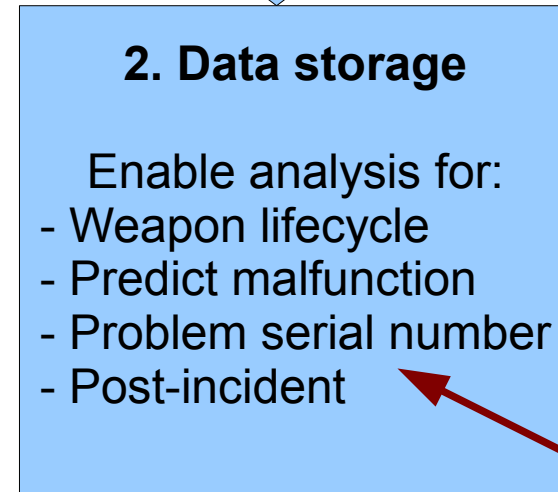 2. Data storage
Enable analysis for:
- Weapon lifecycle
- Predict malfunction
- Problem serial number
- Post-incident